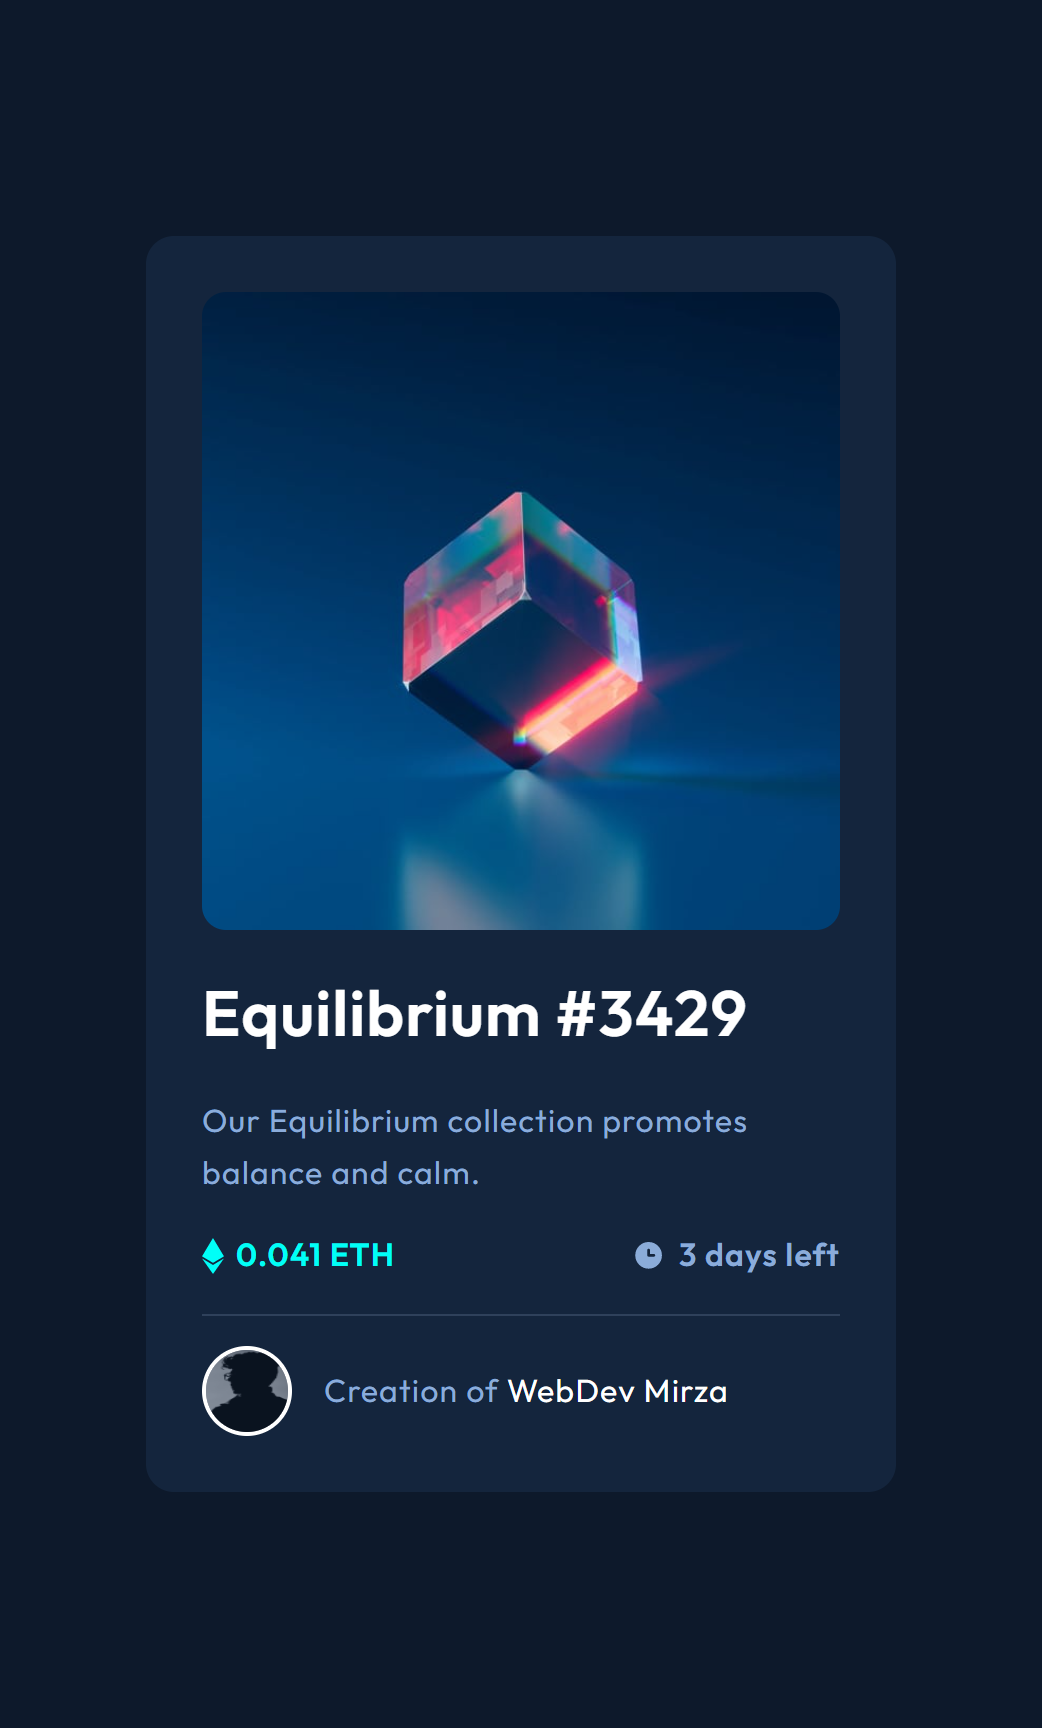 Equilibrium #3429
Our Equilibrium collection promotes
balance and calm.
0.041 ETH
3 days left
Creation of WebDev Mirza